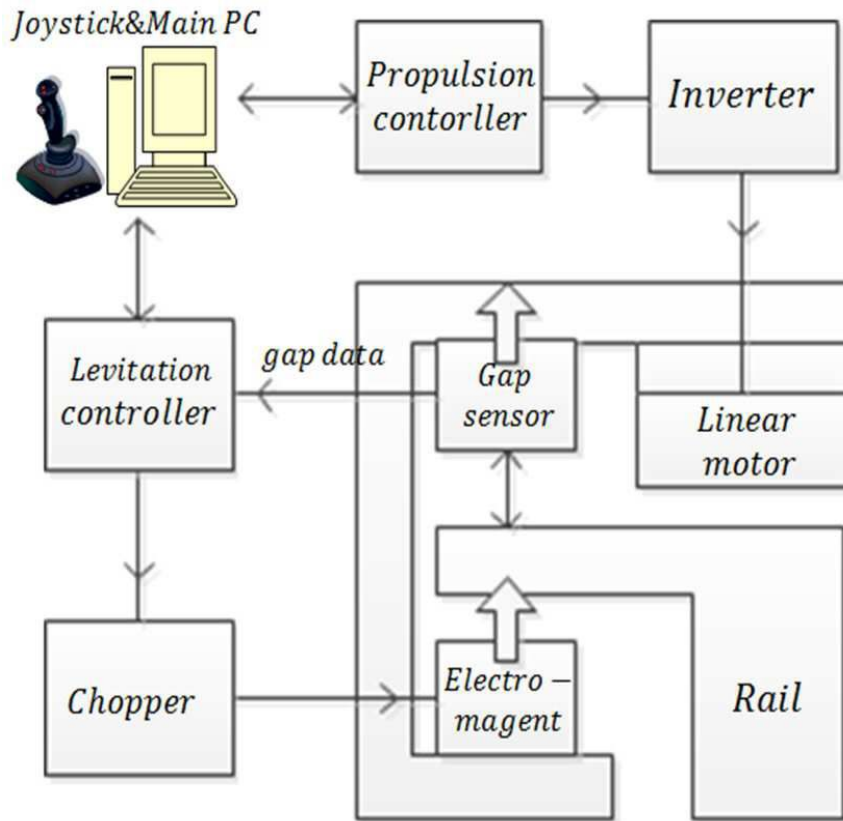 Joystick&Main PC
Propulsion
contorller
Inverter
gap data
Levitation
controller
Gap
sensor
Linear
motor
Chopper
Electro −
magent
Rail